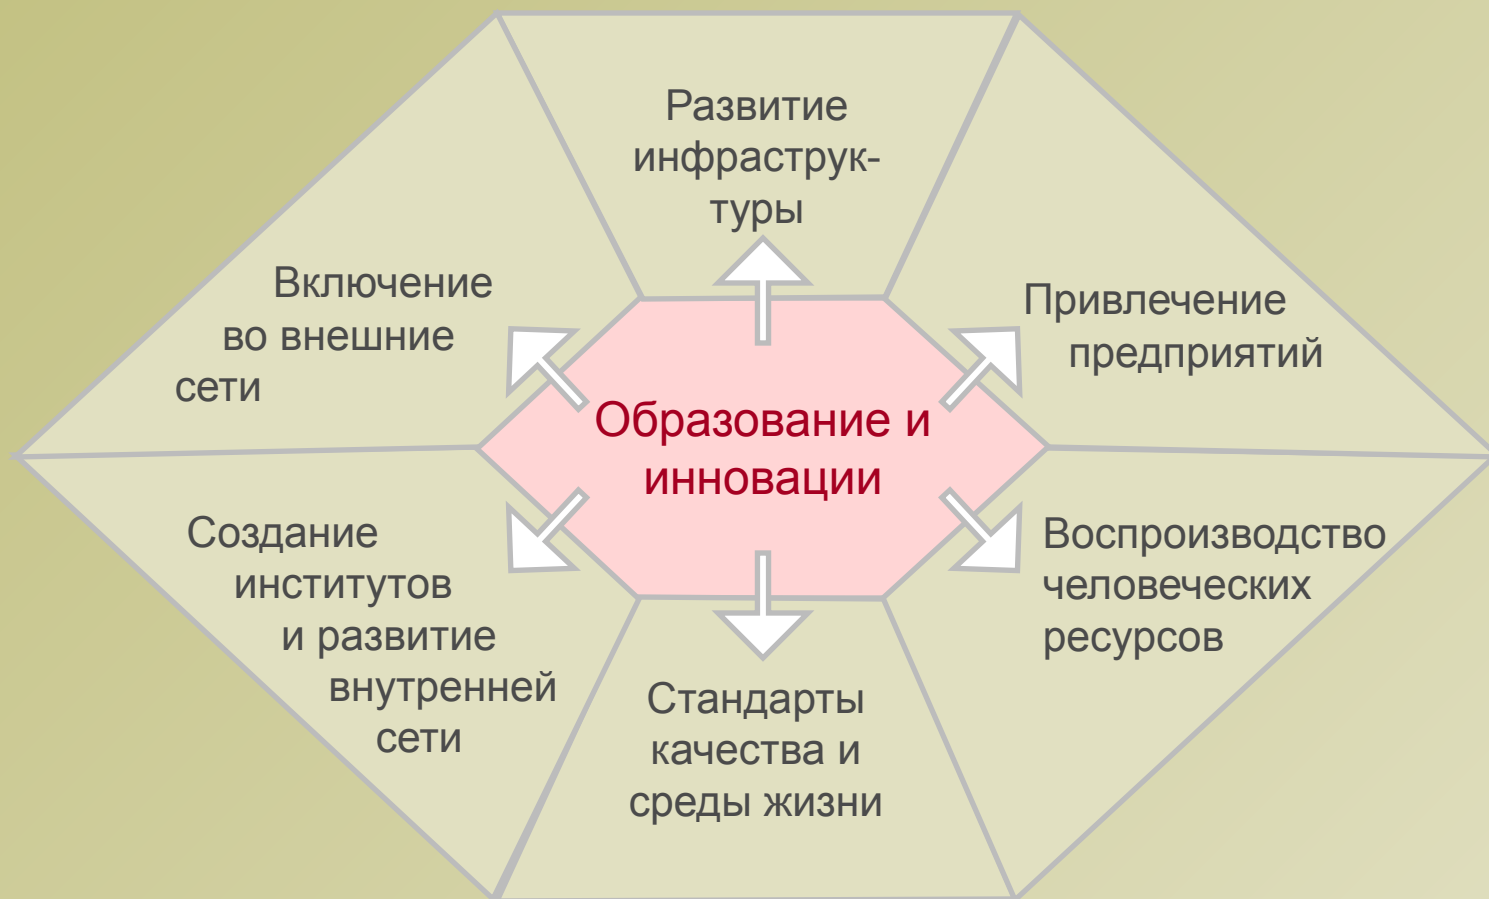 Развитие
инфраструк-
туры
Включение
во внешние
сети
Привлечение
предприятий
Образование и
инновации
Создание
институтов
и развитие
внутренней
сети
Воспроизводство
человеческих
ресурсов
Стандарты
качества и
среды жизни